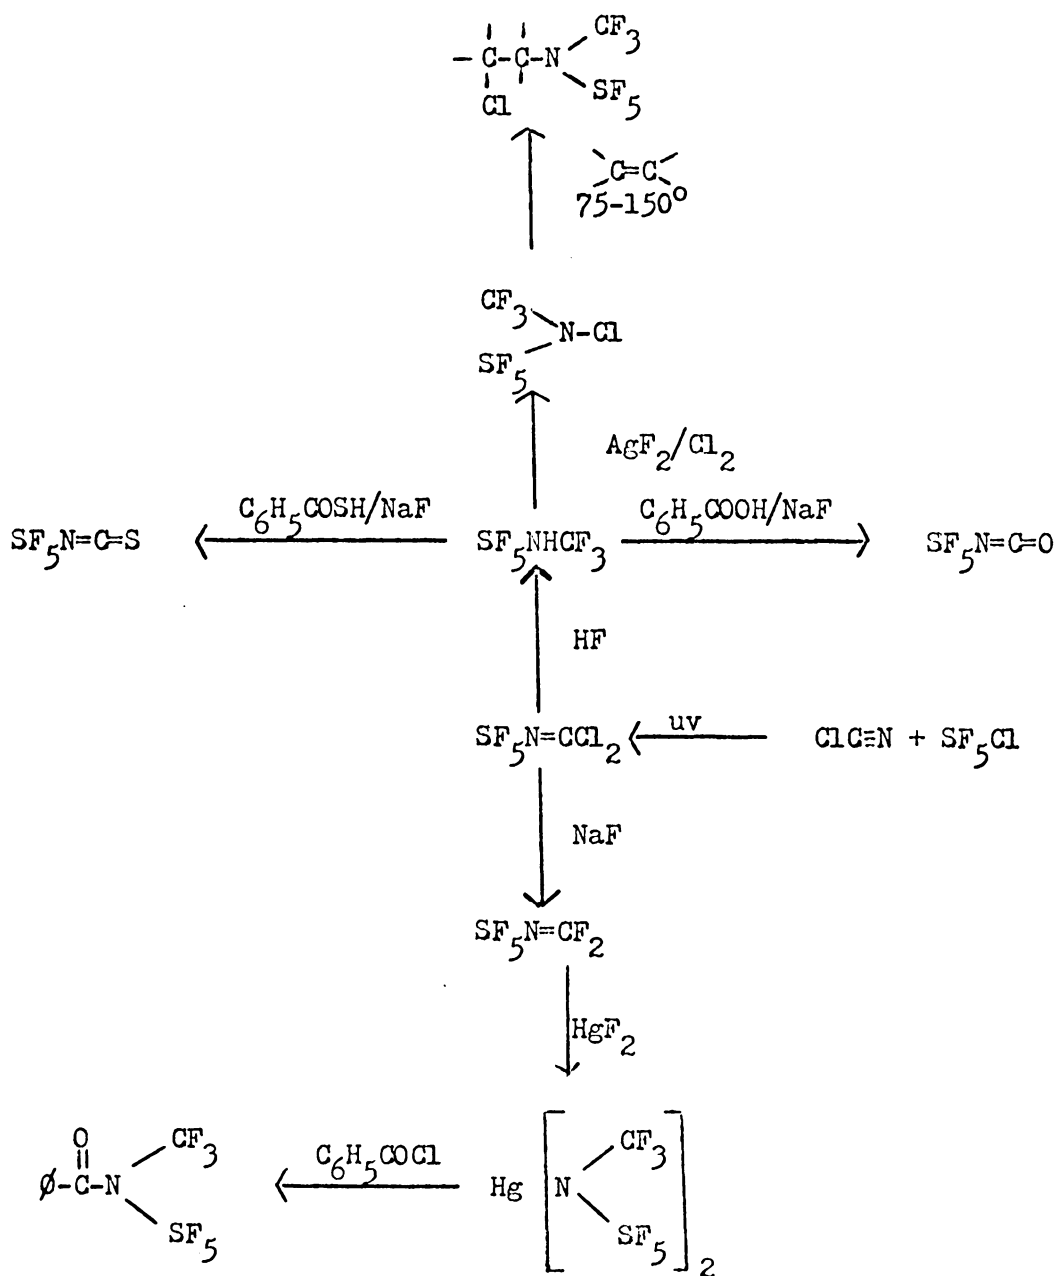 CF3
-C-C-N
Cl SF5
C=C
75-150°
CF3
N-Cl
SF5
AgF2/Cl2
C6H5COSH/NaF C6H5COOH/NaF
SF5N=C=S SF5NHCF3 SF5N=C=O
HF
SF5N=CCl2 uv ClC≡N + SF5Cl
NaF
SF5N=CF2
HgF2
O
Ø-C-N CF3 SF5
C6H5COCl
Hg [N CF3 SF5]2